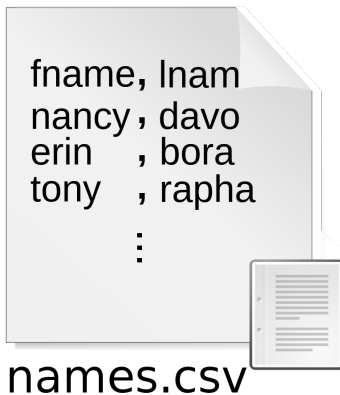 fname, lnam
nancy, davo
erin , bora
tony , rapha
⋮
names.csv